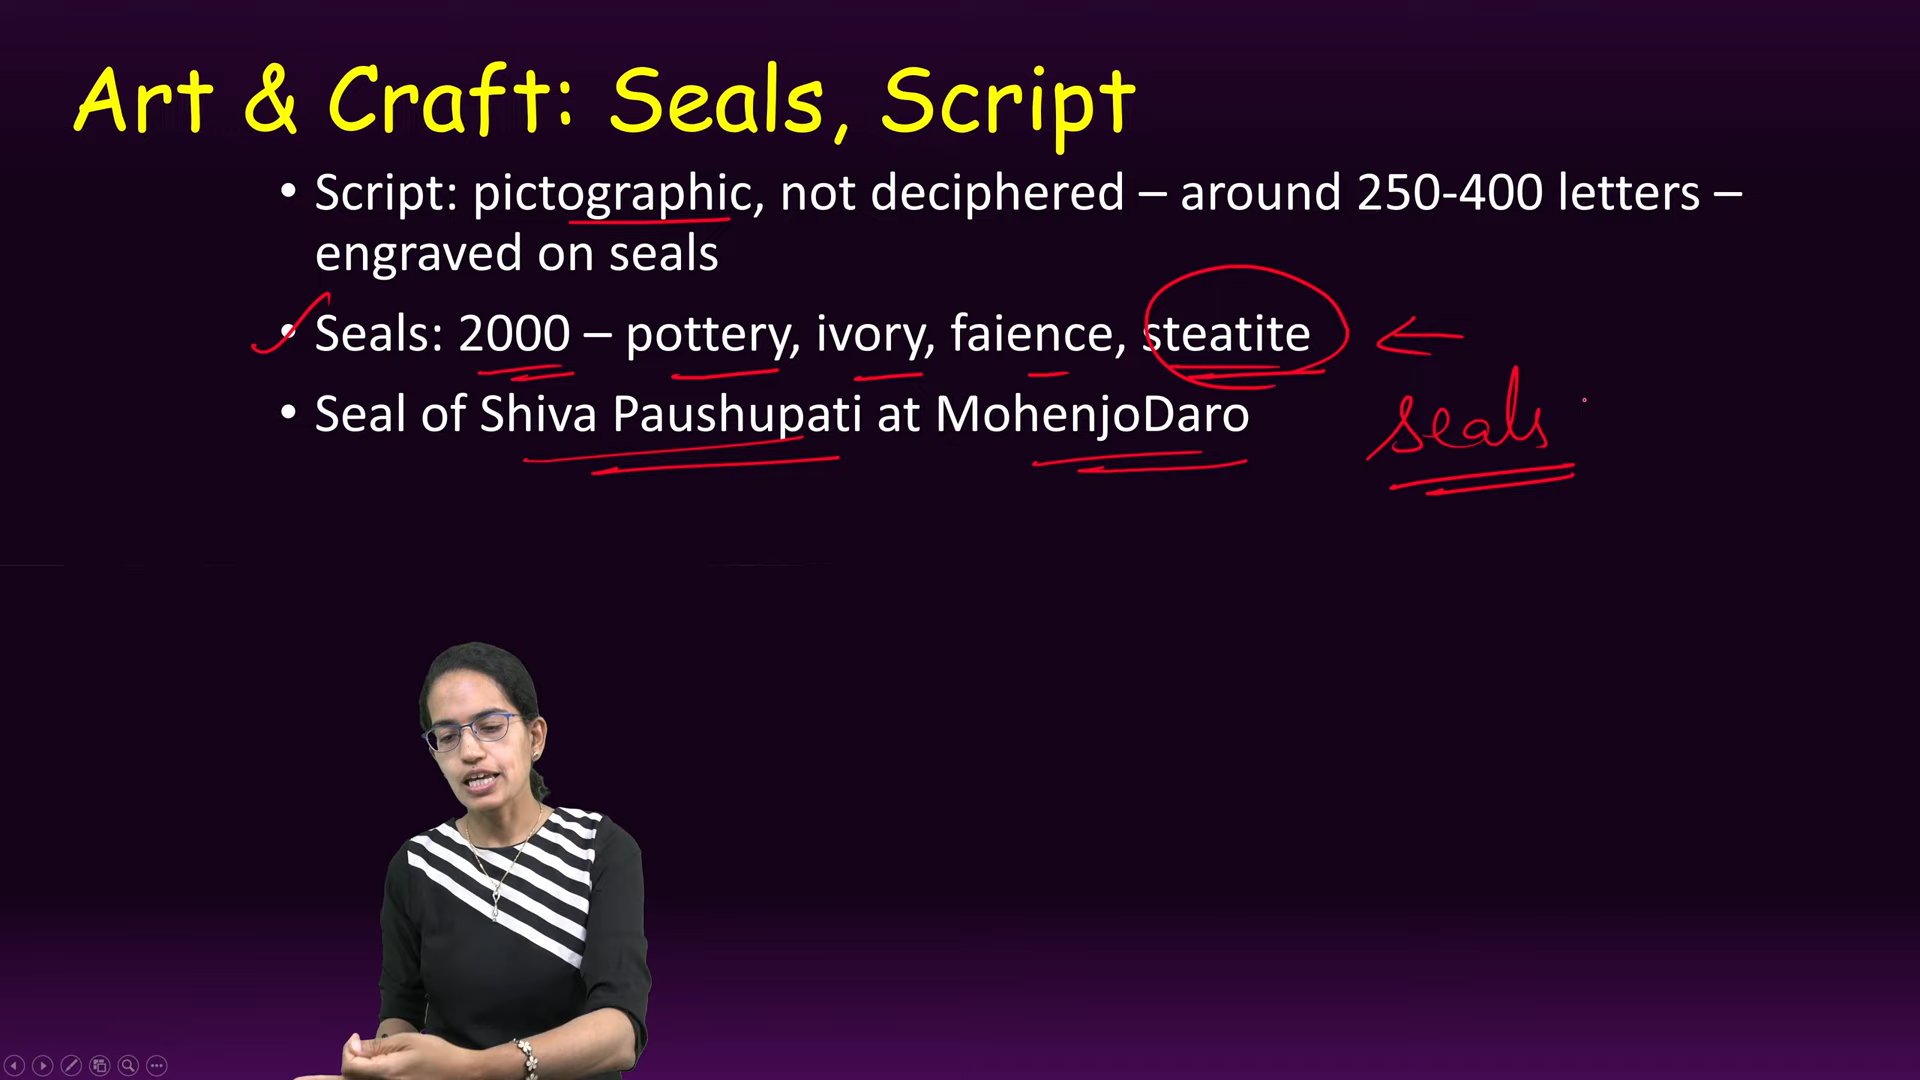 Art & Craft: Seals, Script
• Script: pictographic, not deciphered – around 250-400 letters –
engraved on seals
• Seals: 2000 – pottery, ivory, faience, steatite
• Seal of Shiva Paushupati at MohenjoDaro
seals